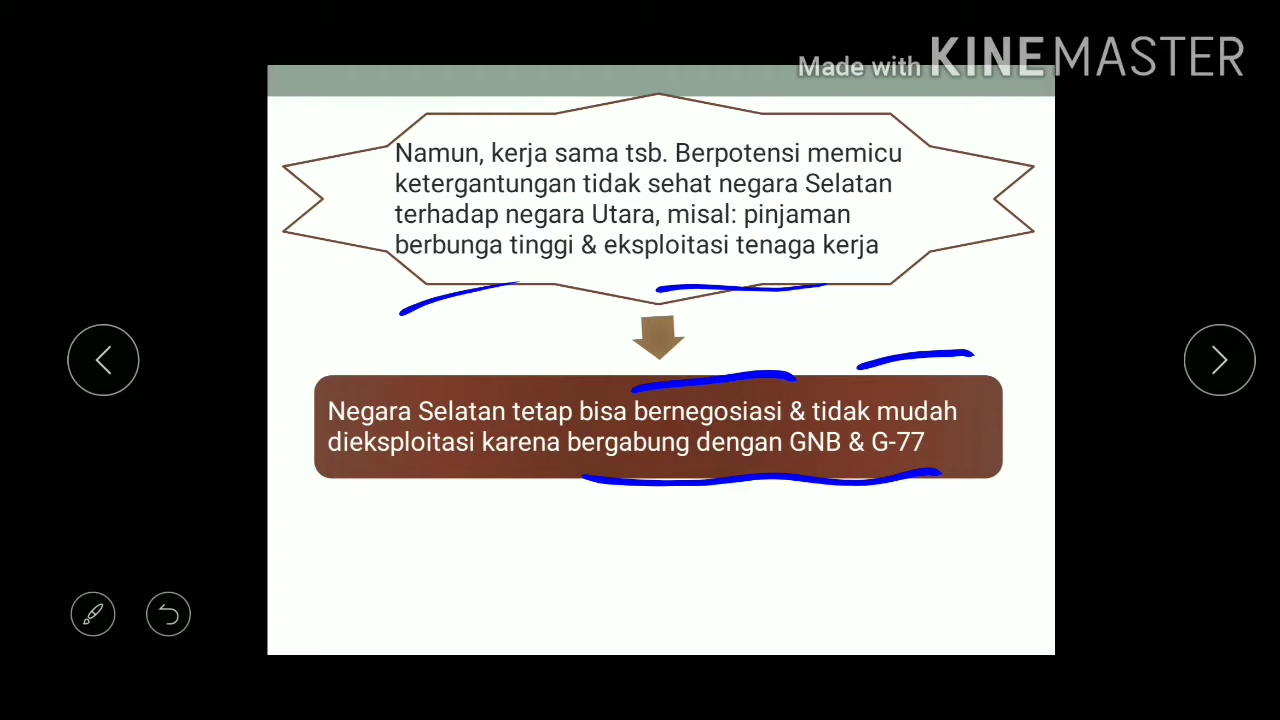 Made with KINEMASTER
Namun, kerja sama tsb. Berpotensi memicu
ketergantungan tidak sehat negara Selatan
terhadap negara Utara, misal: pinjaman
berbunga tinggi & eksploitasi tenaga kerja
Negara Selatan tetap bisa bernegosiasi & tidak mudah
dieksploitasi karena bergabung dengan GNB & G-77